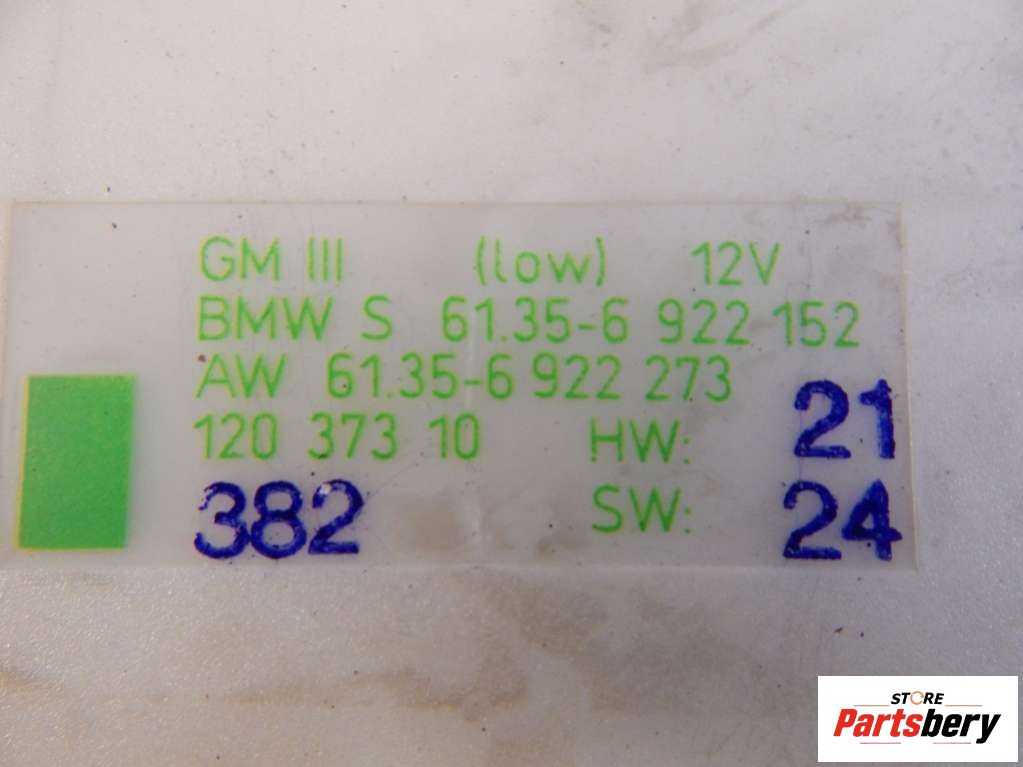 GM III (low) 12V
BMW S 61.35-6 922 152
AW 61.35-6 922 273
120 373 10 HW: 21
382 SW: 24
STORE
Partsbery